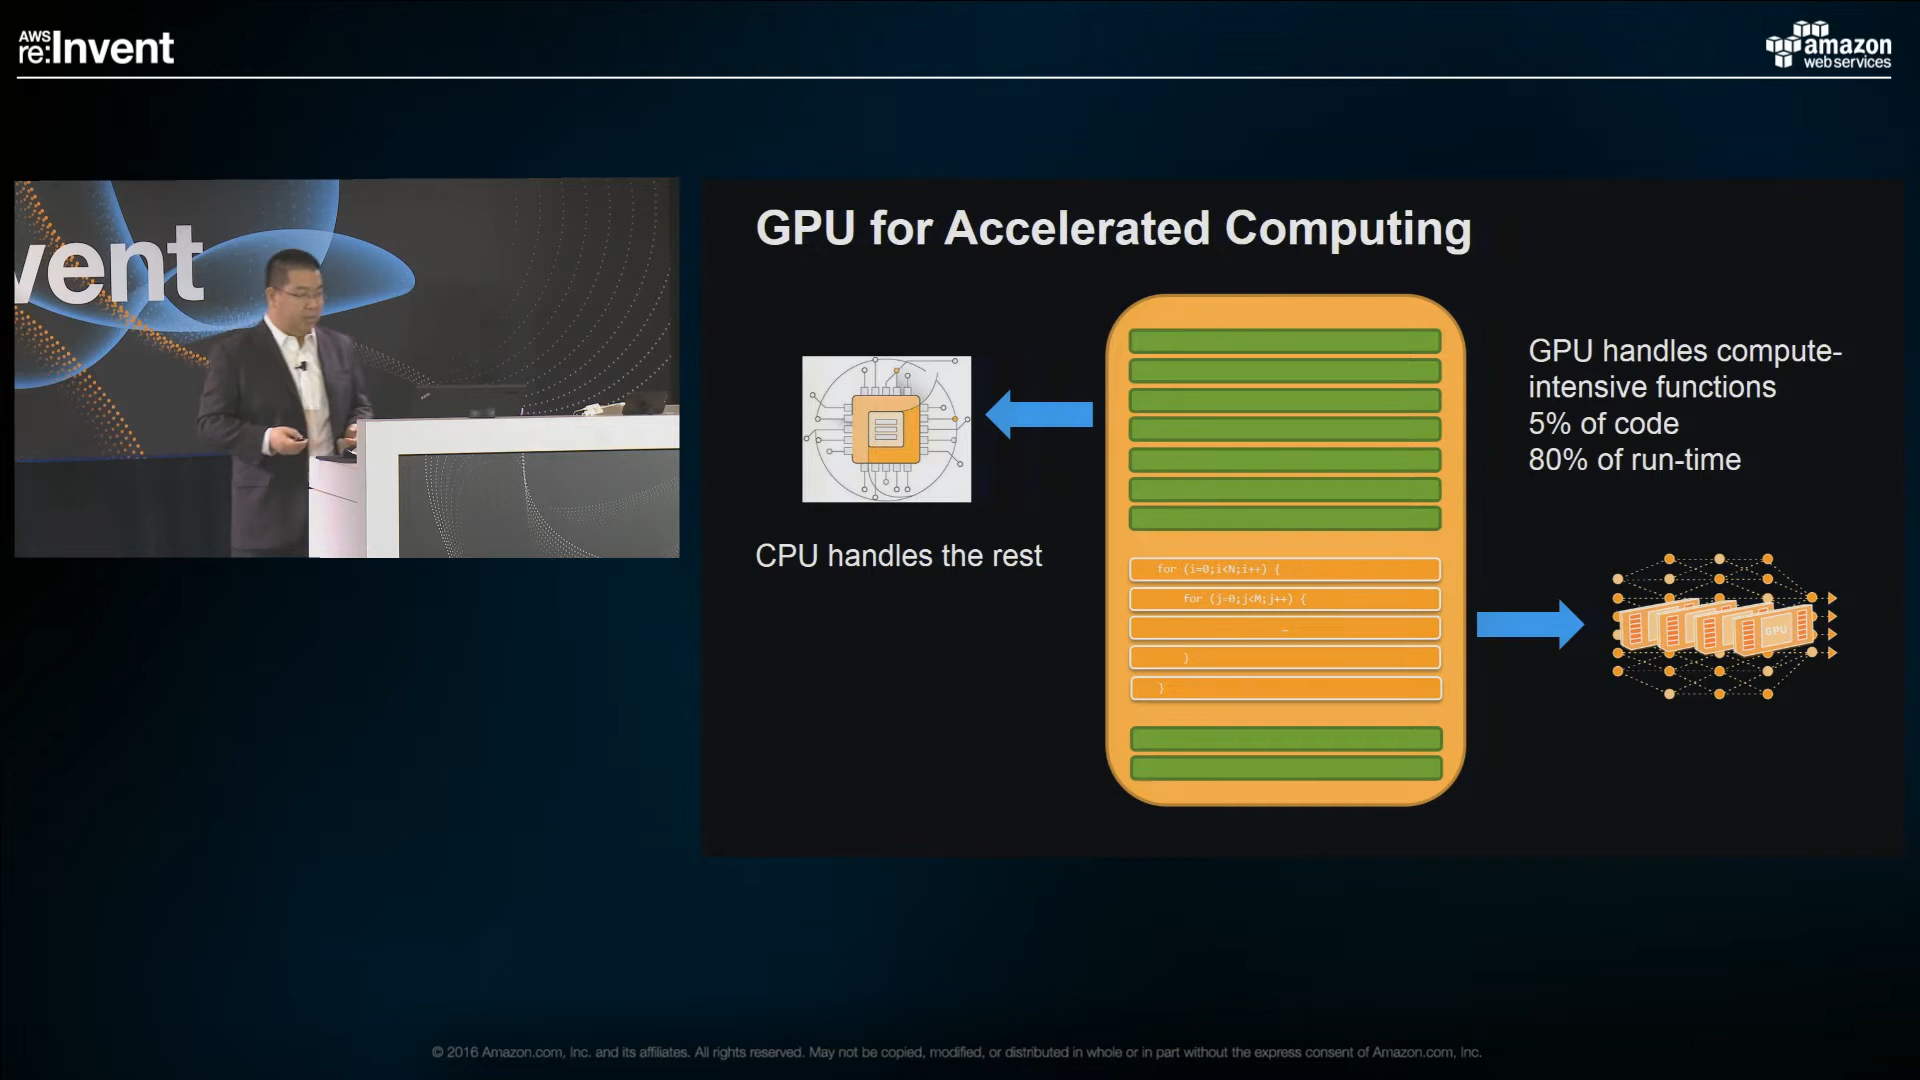 AWS
re:Invent
amazon
web services
vent
GPU for Accelerated Computing
GPU handles compute-
intensive functions
5% of code
80% of run-time
CPU handles the rest
for (i=0;i<N;i++) {
for (j=0;j<M;j++) {
…
}
}
GPU
© 2016 Amazon.com, Inc. and its affiliates. All rights reserved. May not be copied, modified, or distributed in whole or in part without the express consent of Amazon.com, Inc.